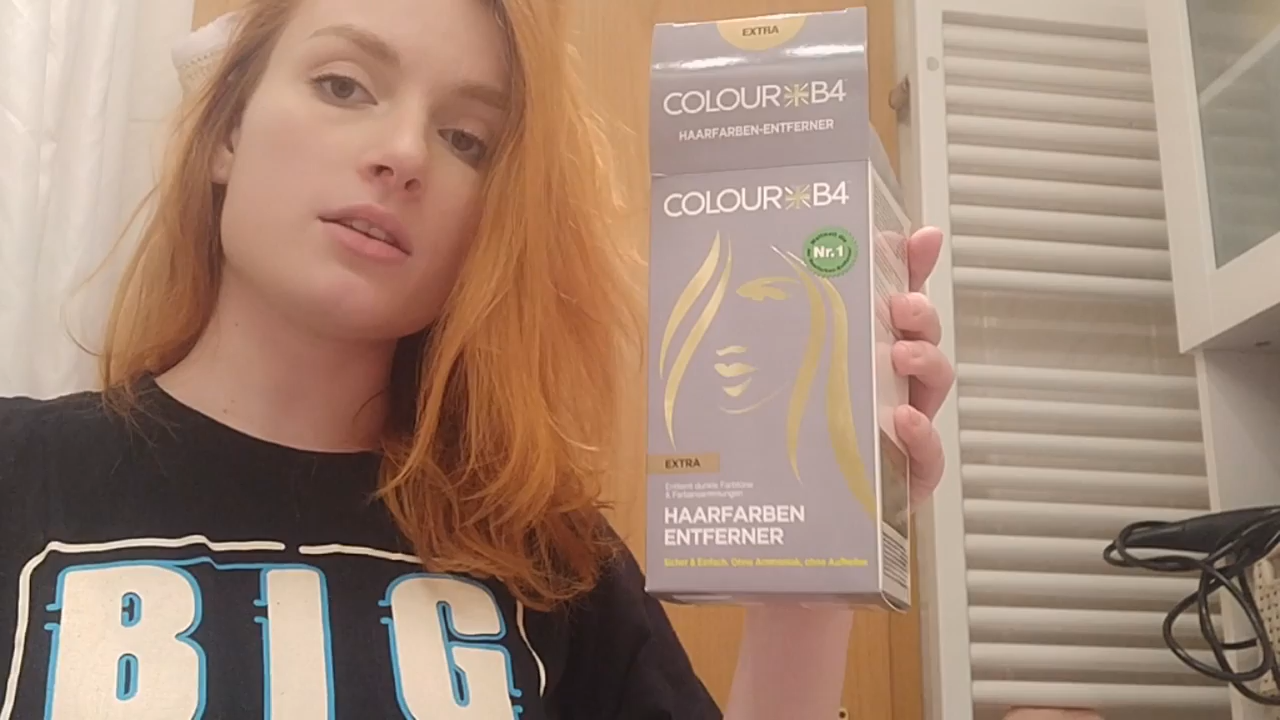 EXTRA
COLOUR B4
HAARFARBEN-ENTFERNER
COLOUR B4
Nr.1
EXTRA
Entfernt dunkle Farbtöne
& Farbansammlungen
HAARFARBEN
ENTFERNER
Sicher & Einfach. Ohne Ammoniak, ohne Aufhellen
BIG